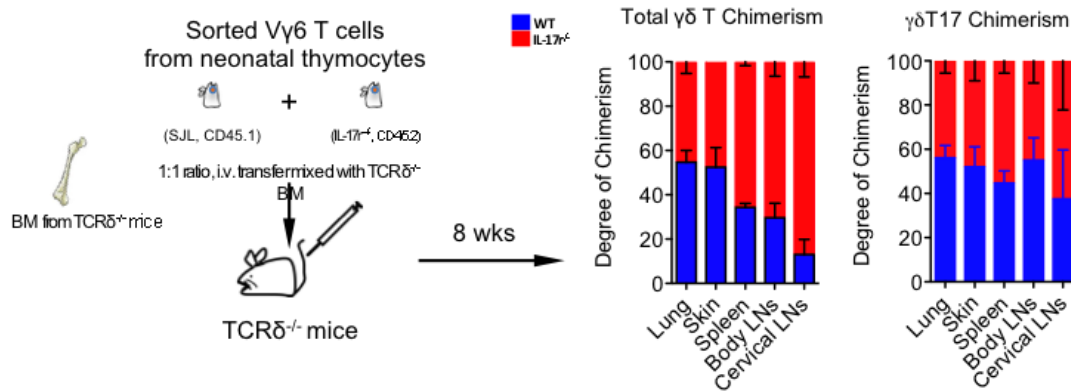 Sorted Vγ6 T cells
from neonatal thymocytes
+
(SJL, CD45.1)
(IL-17r-/-, CD45.2)
1:1 ratio, i.v. transfermixed with TCRδ-/-
BM
BM from TCRδ-/- mice
TCRδ-/- mice
8 wks
WT
IL-17r-/-
Total γδ T Chimerism
Degree of Chimerism
100
80
60
40
20
0
Lung
Skin
Spleen
Body LNs
Cervical LNs
γδT17 Chimerism
Degree of Chimerism
100
80
60
40
20
0
Lung
Skin
Spleen
Body LNs
Cervical LNs